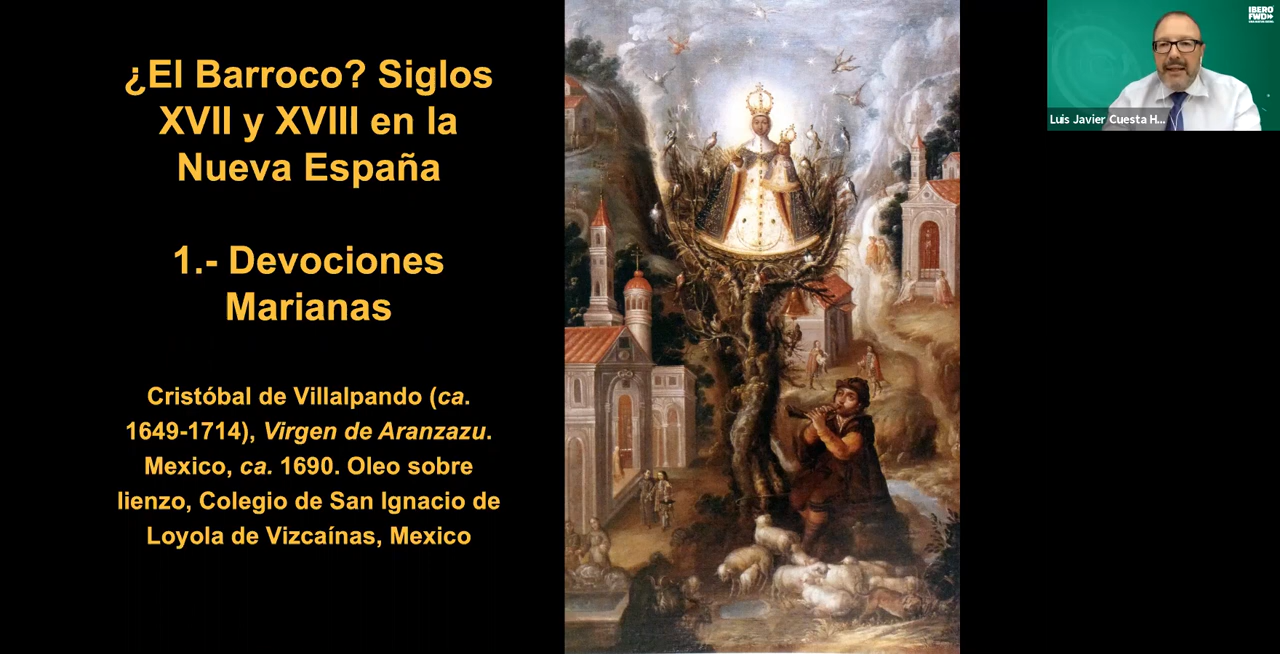 ¿El Barroco? Siglos
XVII y XVIII en la
Nueva España
1.- Devociones
Marianas
Cristóbal de Villalpando (ca.
1649-1714), Virgen de Aranzazu.
Mexico, ca. 1690. Oleo sobre
lienzo, Colegio de San Ignacio de
Loyola de Vizcaínas, Mexico
IBERO
FWD
Luis Javier Cuesta H...